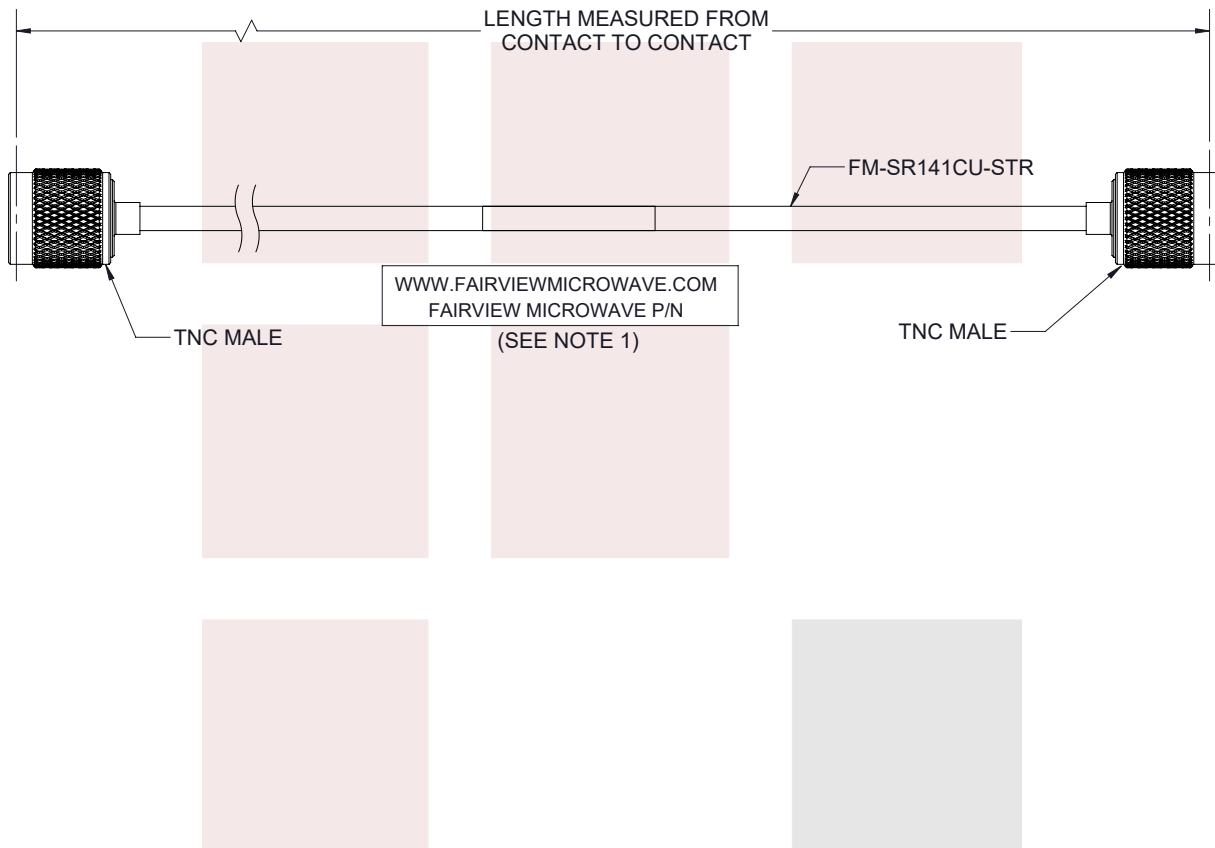 LENGTH MEASURED FROM
CONTACT TO CONTACT
FM-SR141CU-STR
WWW.FAIRVIEWMICROWAVE.COM
FAIRVIEW MICROWAVE P/N
(SEE NOTE 1)
TNC MALE
TNC MALE